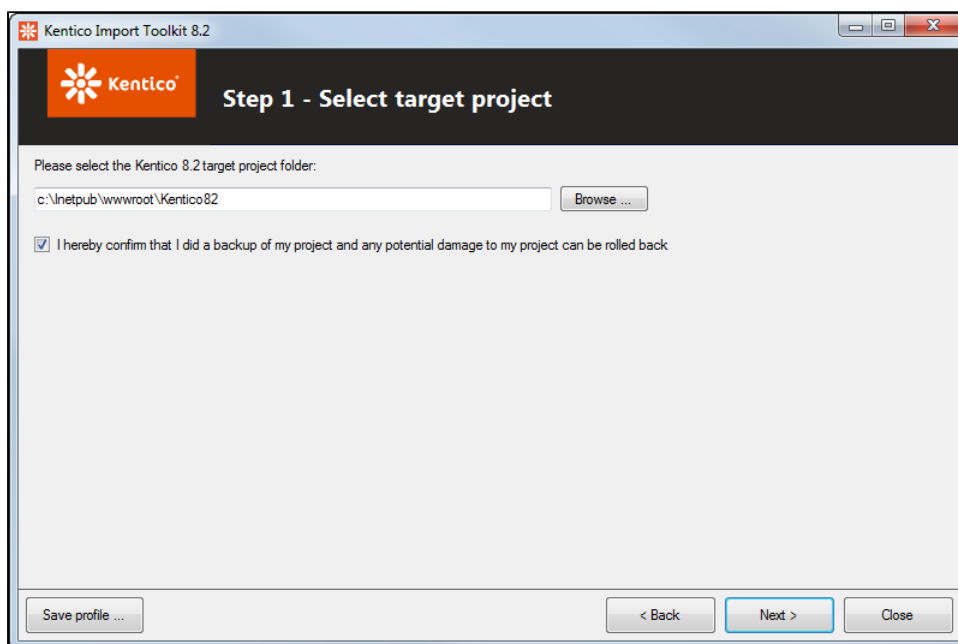 Kentico Import Toolkit 8.2
Kentico
Step 1 - Select target project
Please select the Kentico 8.2 target project folder:
c:\Inetpub\wwwroot\Kentico82
Browse ...
I hereby confirm that I did a backup of my project and any potential damage to my project can be rolled back
Save profile ...
< Back
Next >
Close